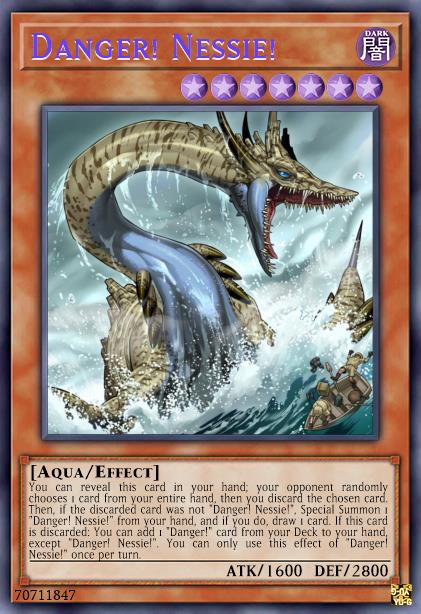 DANGER! NESSIE!
DARK
闇
[AQUA/EFFECT]
You can reveal this card in your hand; your opponent randomly
chooses 1 card from your entire hand, then you discard the chosen card.
Then, if the discarded card was not "Danger! Nessie!", Special Summon 1
"Danger! Nessie!" from your hand, and if you do, draw 1 card. If this card
is discarded: You can add 1 "Danger!" card from your Deck to your hand,
except "Danger! Nessie!". You can only use this effect of "Danger!
Nessie!" once per turn.
ATK/1600 DEF/2800
70711847